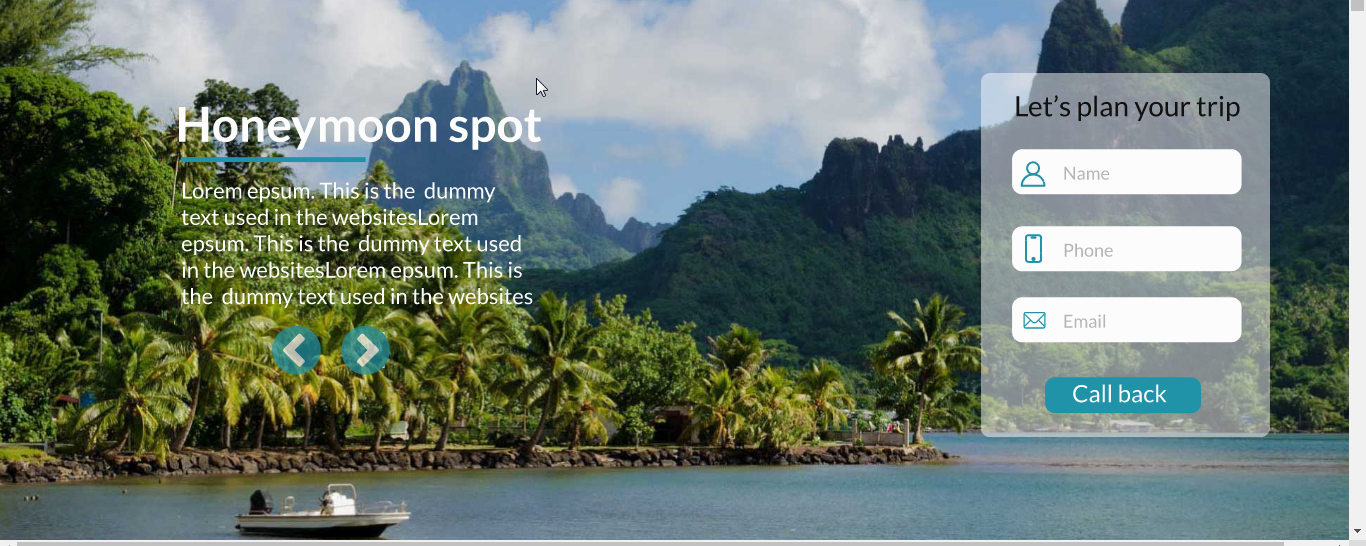 Honeymoon spot
Lorem epsum. This is the dummy
text used in the websitesLorem
epsum. This is the dummy text used
in the websitesLorem epsum. This is
the dummy text used in the websites
Let’s plan your trip
Name
Phone
Email
Call back